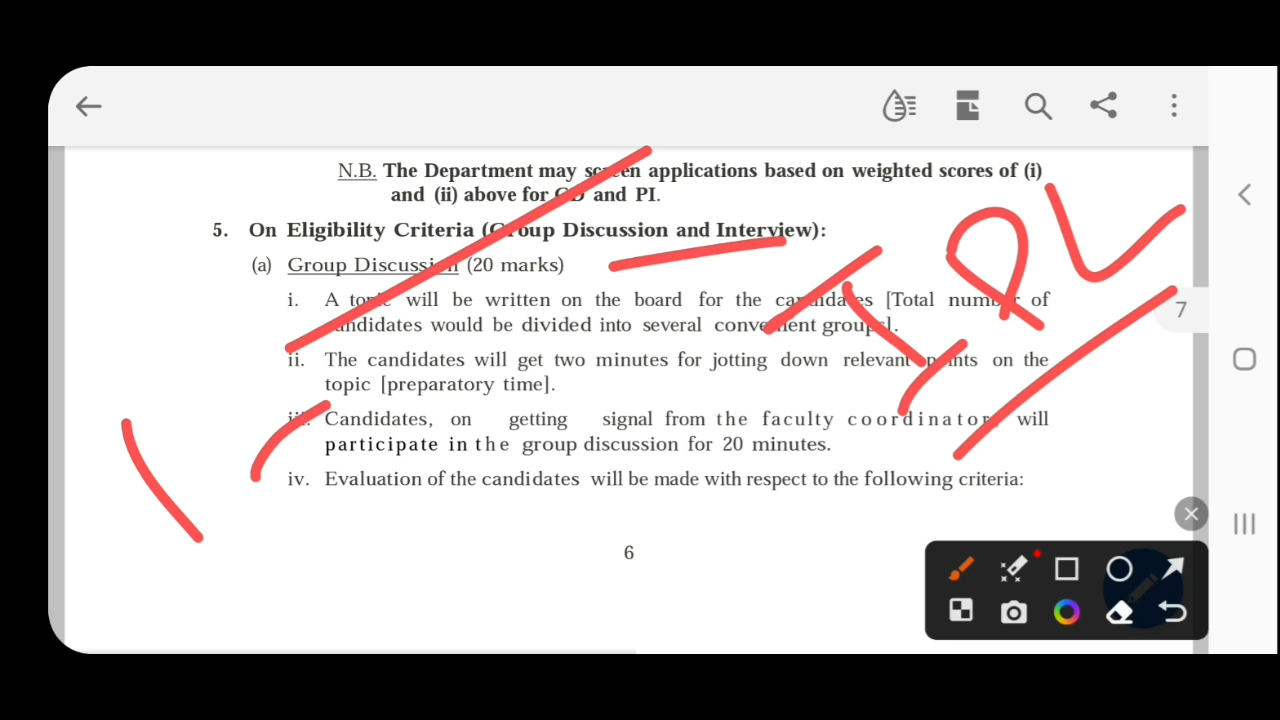 N.B. The Department may screen applications based on weighted scores of (i)
and (ii) above for GD and PI.
5. On Eligibility Criteria (Group Discussion and Interview):
(a) Group Discussion (20 marks)
i. A topic will be written on the board for the candidates [Total number of
candidates would be divided into several convenient groups].
7
ii. The candidates will get two minutes for jotting down relevant points on the
topic [preparatory time].
iii. Candidates, on getting signal from the faculty coordinator, will
participate in the group discussion for 20 minutes.
iv. Evaluation of the candidates will be made with respect to the following criteria:
6
IPL